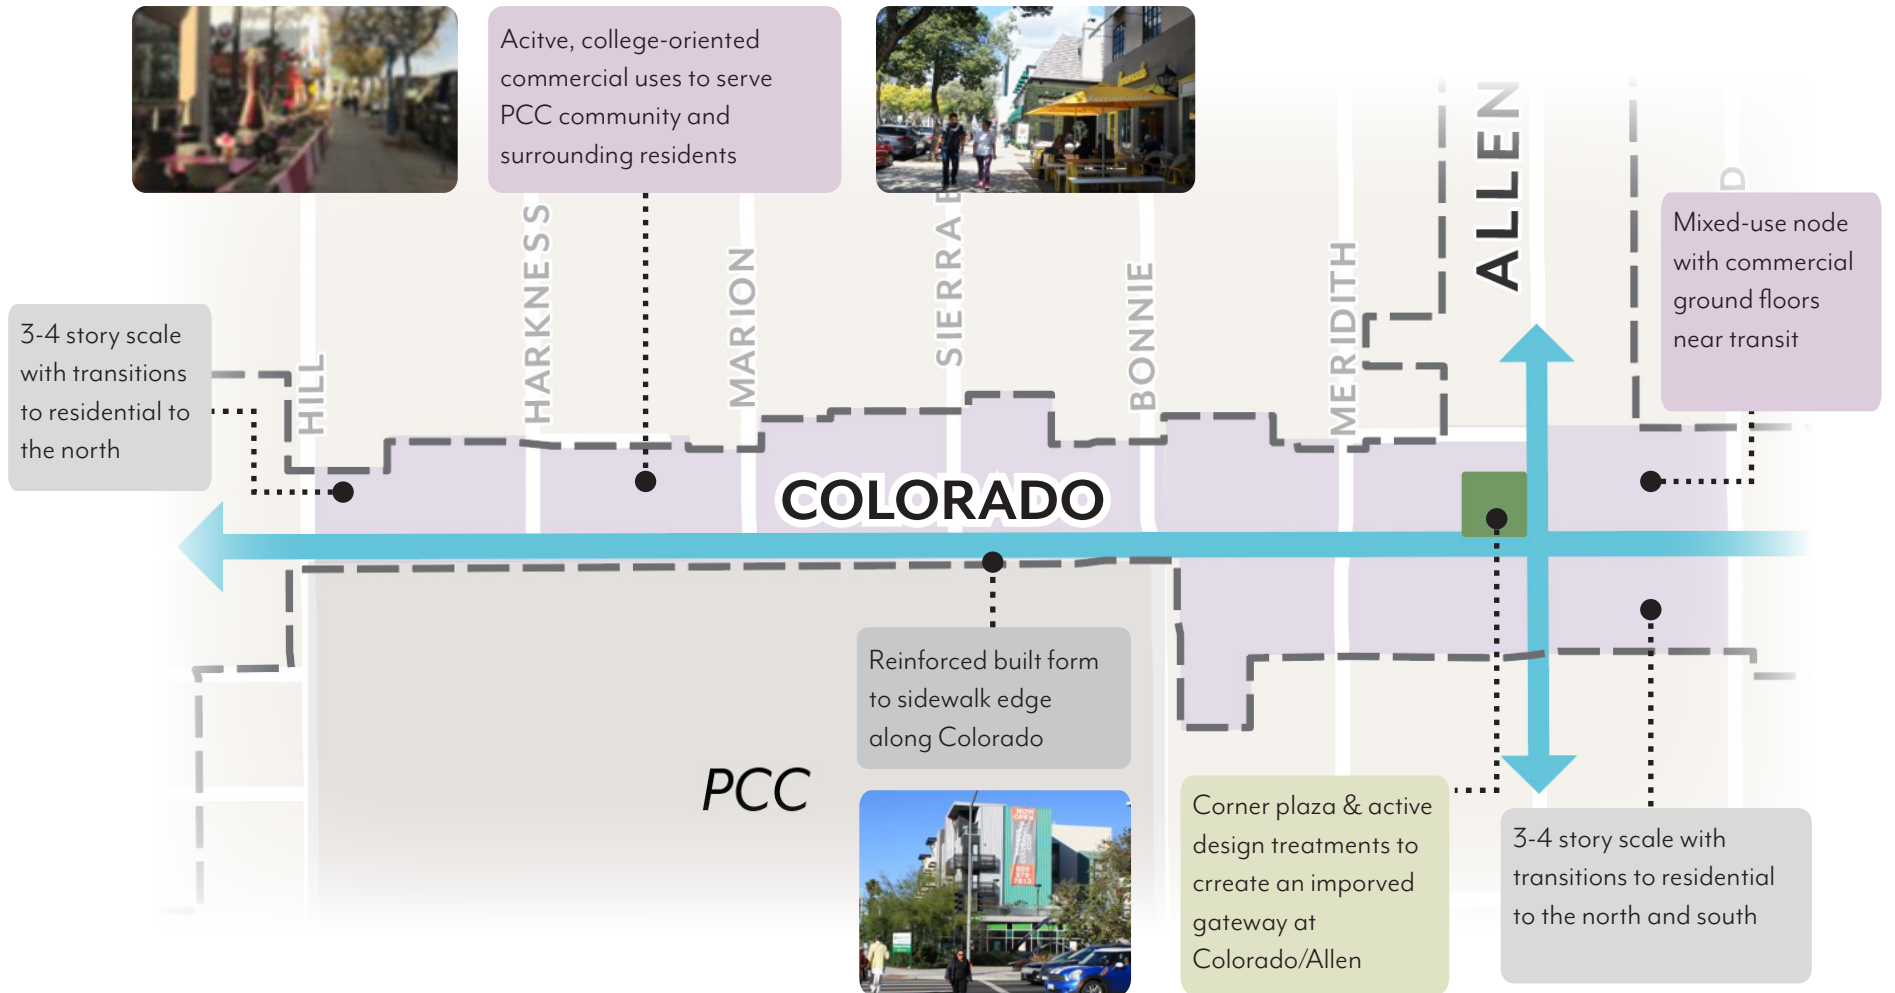 Acitve, college-oriented
commercial uses to serve
PCC community and
surrounding residents
ALLEN
D
Mixed-use node
with commercial
ground floors
near transit
HARKNESS
MARION
SIERRA B
BONNIE
MERIDITH
HILL
3-4 story scale
with transitions
to residential to
the north
COLORADO
Reinforced built form
to sidewalk edge
along Colorado
PCC
NOW
OPEN
Corner plaza & active
design treatments to
crreate an imporved
gateway at
Colorado/Allen
3-4 story scale with
transitions to residential
to the north and south